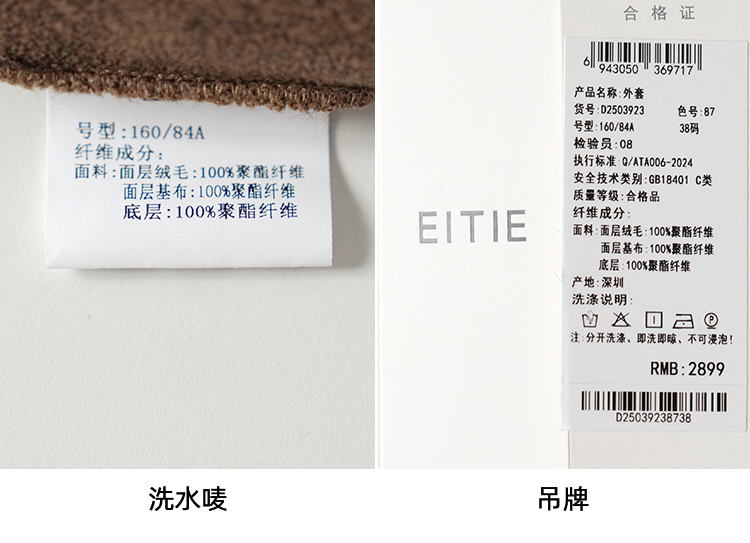 号型:160/84A
纤维成分:
面料:面层绒毛:100%聚酯纤维
面层基布:100%聚酯纤维
底层:100%聚酯纤维
洗水唛
EITIE
合格证
6 943050 369717
产品名称:外套
货号:D2503923 色号:87
号型:160/84A 38码
检验员:08
执行标准:Q/ATA006-2024
安全技术类别:GB18401 C类
质量等级:合格品
纤维成分:
面料:面层绒毛:100%聚酯纤维
面层基布:100%聚酯纤维
底层:100%聚酯纤维
产地:深圳
洗涤说明:
注:分开洗涤、即洗即晾、不可浸泡!
RMB:2899
D25039238738
吊牌